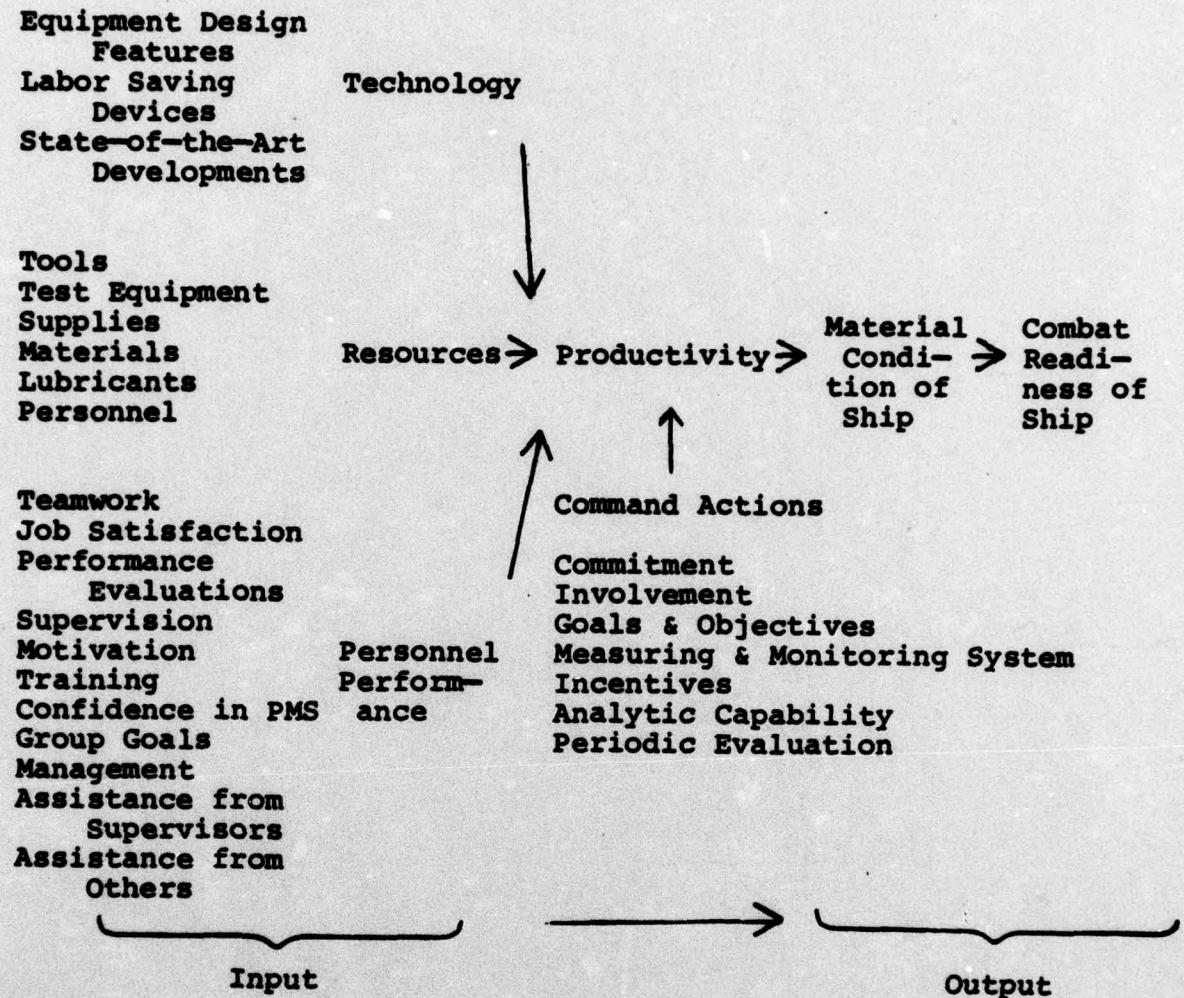 Equipment Design
Features
Labor Saving
Devices
State-of-the-Art
Developments
Technology
Tools
Test Equipment
Supplies
Materials
Lubricants
Personnel
Resources
Productivity
Material
Condi-
tion of
Ship
Combat
Readi-
ness of
Ship
Teamwork
Job Satisfaction
Performance
Evaluations
Supervision
Motivation
Training
Confidence in PMS
Group Goals
Management
Assistance from
Supervisors
Assistance from
Others
Personnel
Perform-
ance
Command Actions
Commitment
Involvement
Goals & Objectives
Measuring & Monitoring System
Incentives
Analytic Capability
Periodic Evaluation
Input
Output